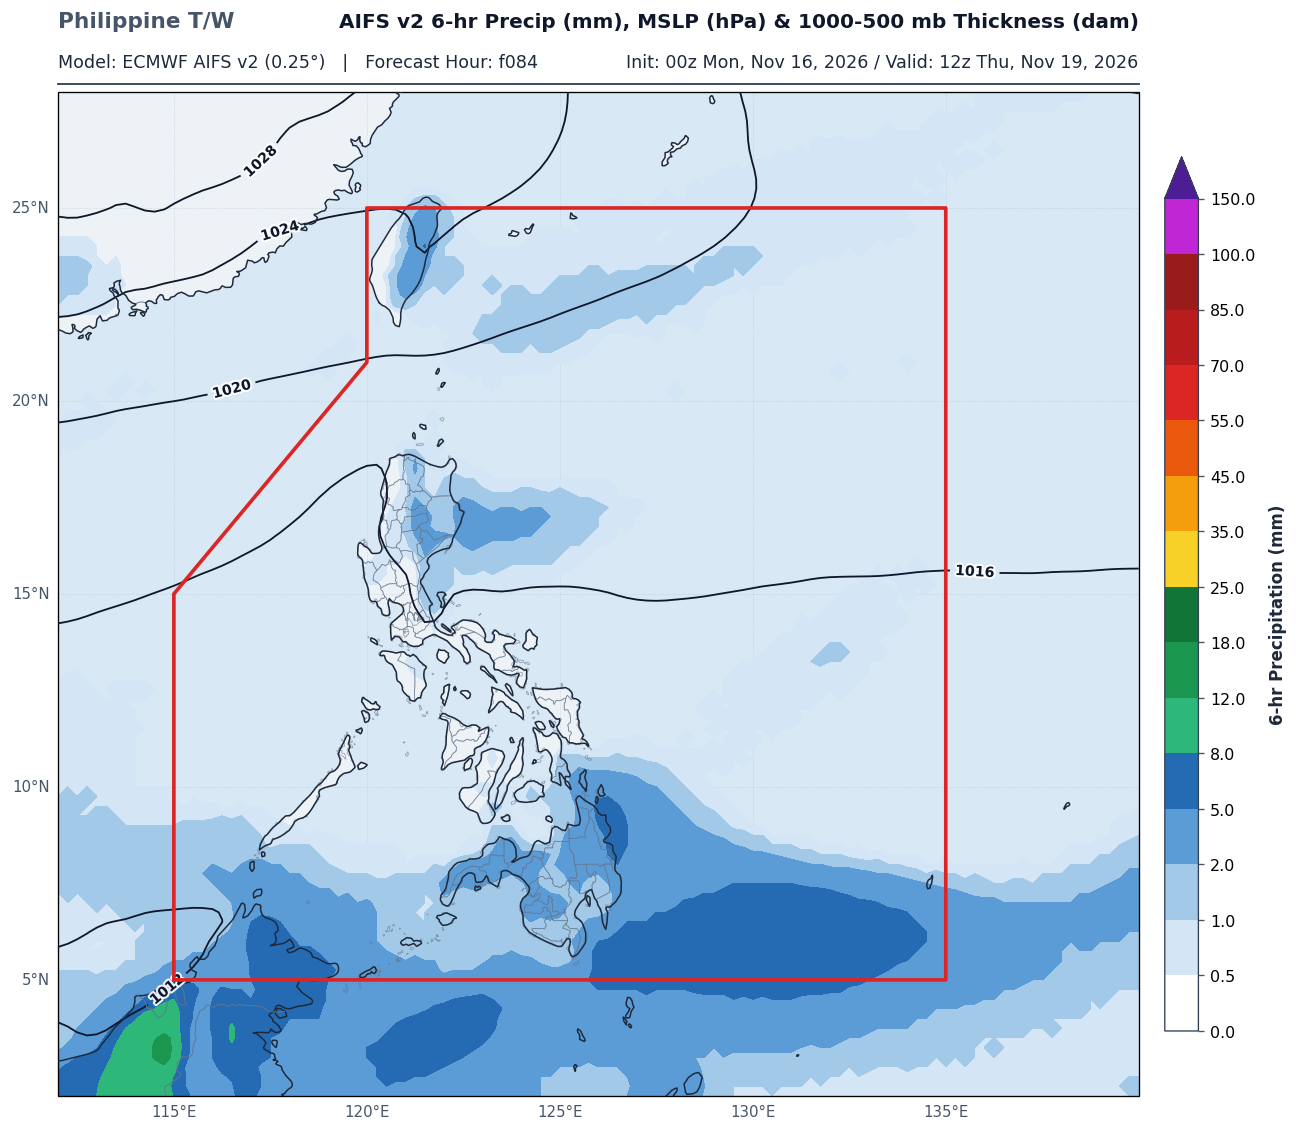 Philippine T/W
AIFS v2 6-hr Precip (mm), MSLP (hPa) & 1000-500 mb Thickness (dam)
Model: ECMWF AIFS v2 (0.25°) | Forecast Hour: f084
Init: 00z Mon, Nov 16, 2026 / Valid: 12z Thu, Nov 19, 2026
1028
1024
1020
1016
1012
25°N
20°N
15°N
10°N
5°N
115°E
120°E
125°E
130°E
135°E
150.0
100.0
85.0
70.0
55.0
45.0
35.0
25.0
18.0
12.0
8.0
5.0
2.0
1.0
0.5
0.0
6-hr Precipitation (mm)